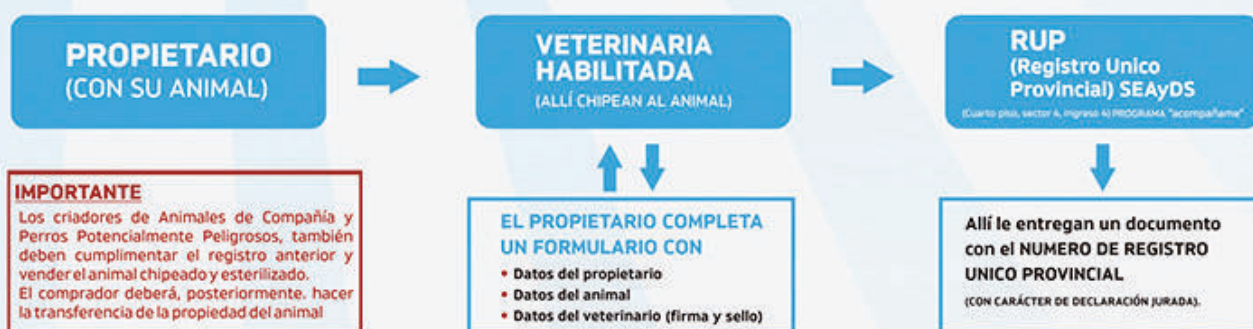 PROPIETARIO
(CON SU ANIMAL)
VETERINARIA
HABILITADA
(ALLÍ CHIPEAN AL ANIMAL)
RUP
(Registro Unico
Provincial) SEAyDS
(Cuarto piso, sector 4, ingreso 4) PROGRAMA "acompañame"
IMPORTANTE
Los criadores de Animales de Compañía y
Perros Potencialmente Peligrosos, también
deben cumplimentar el registro anterior y
vender el animal chipeado y esterilizado.
El comprador deberá, posteriormente. hacer
la transferencia de la propiedad del animal
EL PROPIETARIO COMPLETA
UN FORMULARIO CON
• Datos del propietario
• Datos del animal
• Datos del veterinario (firma y sello)
Allí le entregan un documento
con el NUMERO DE REGISTRO
UNICO PROVINCIAL
(CON CARÁCTER DE DECLARACIÓN JURADA).